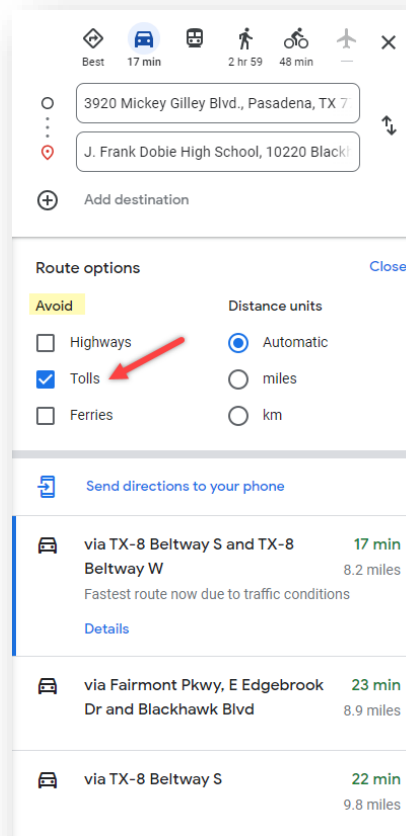 Best
17 min
2 hr 59
48 min
—
3920 Mickey Gilley Blvd., Pasadena, TX 7
J. Frank Dobie High School, 10220 Blackh
Add destination
Route options
Close
Avoid
Distance units
Highways
Automatic
Tolls
miles
Ferries
km
Send directions to your phone
via TX-8 Beltway S and TX-8
17 min
Beltway W
8.2 miles
Fastest route now due to traffic conditions
Details
via Fairmont Pkwy, E Edgebrook
23 min
Dr and Blackhawk Blvd
8.9 miles
via TX-8 Beltway S
22 min
9.8 miles